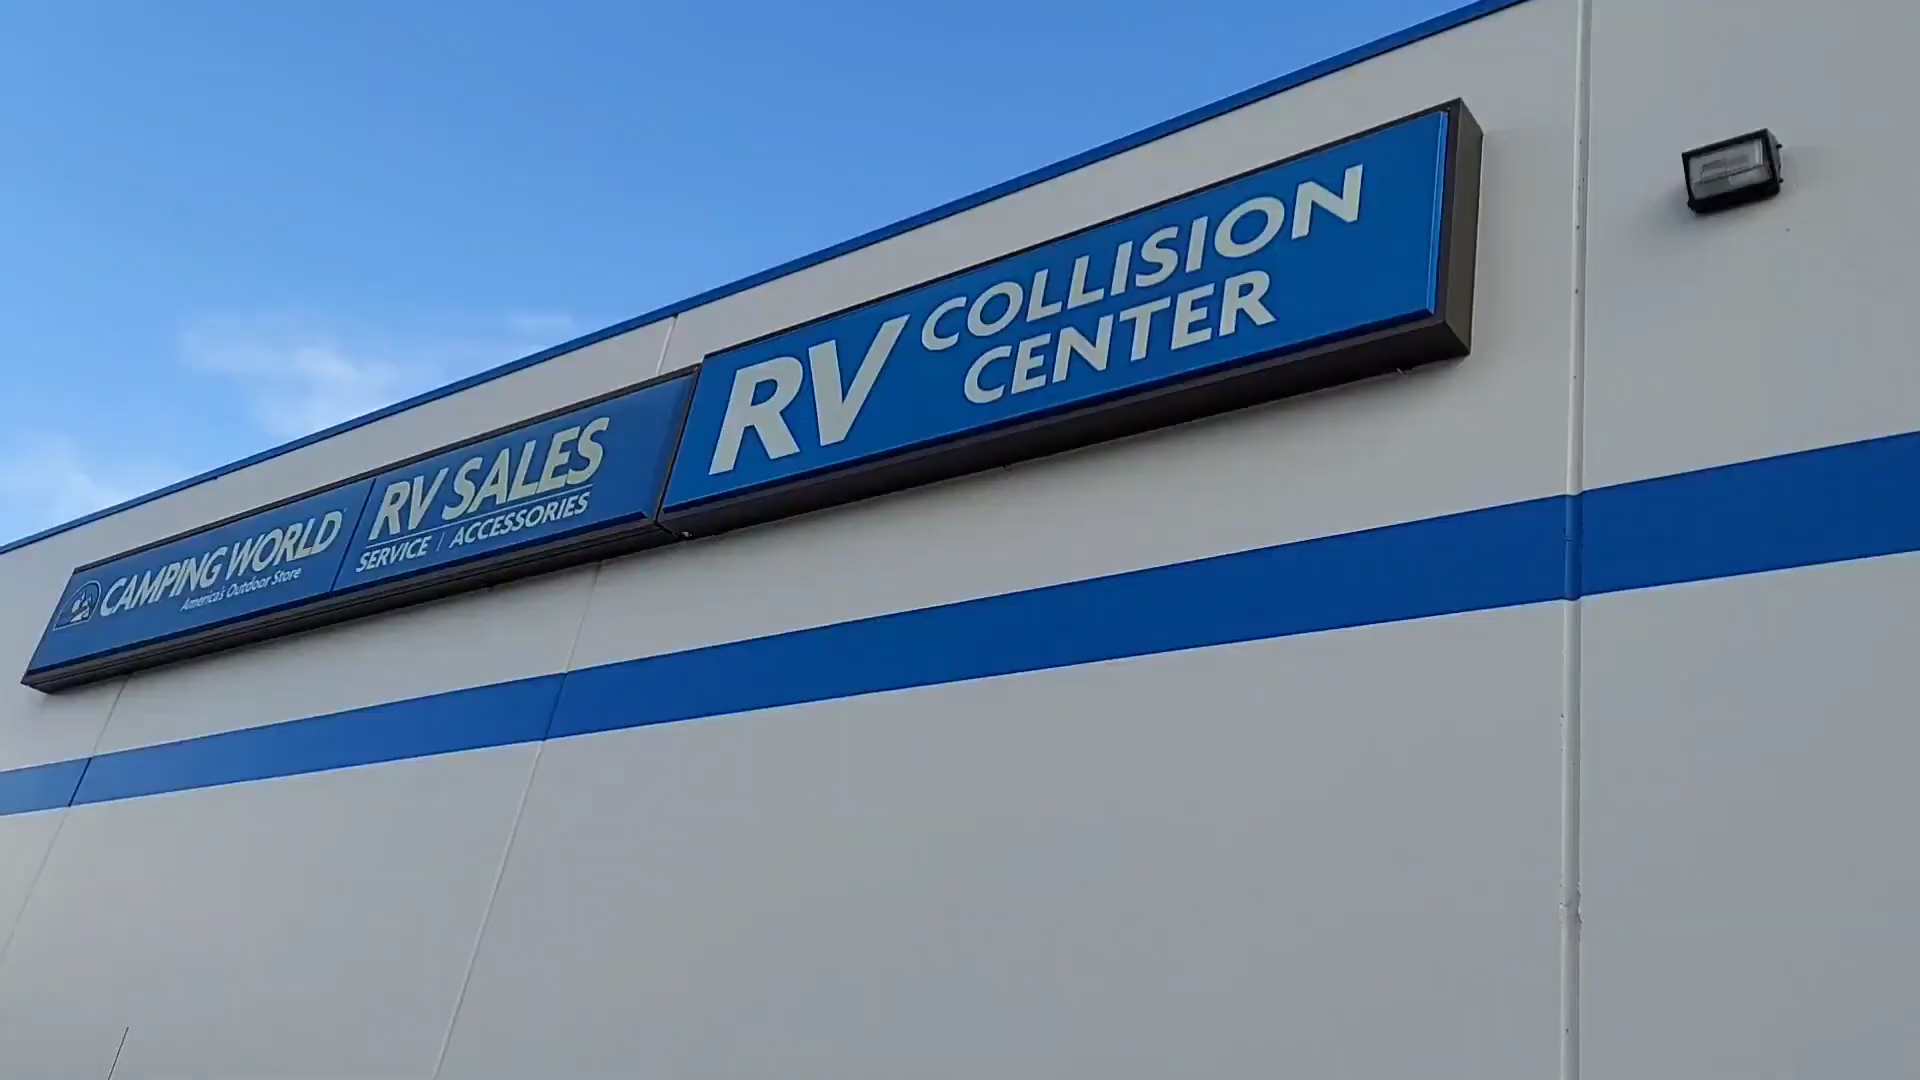 CAMPING WORLD
America's Outdoor Store
RV SALES
SERVICE | ACCESSORIES
RV COLLISION
CENTER